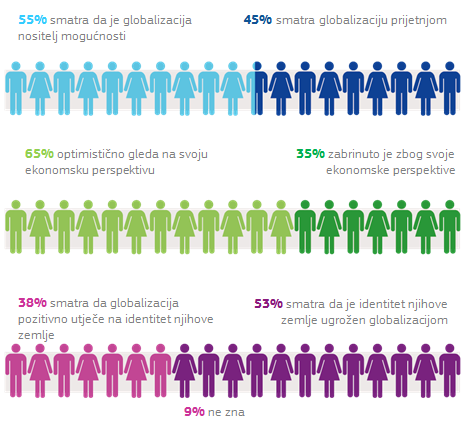 55% smatra da je globalizacija
nositelj mogućnosti
45% smatra globalizaciju prijetnjom
65% optimistično gleda na svoju
ekonomsku perspektivu
35% zabrinuto je zbog svoje
ekonomske perspektive
38% smatra da globalizacija
pozitivno utječe na identitet njihove
zemlje
53% smatra da je identitet njihove
zemlje ugrožen globalizacijom
9% ne zna